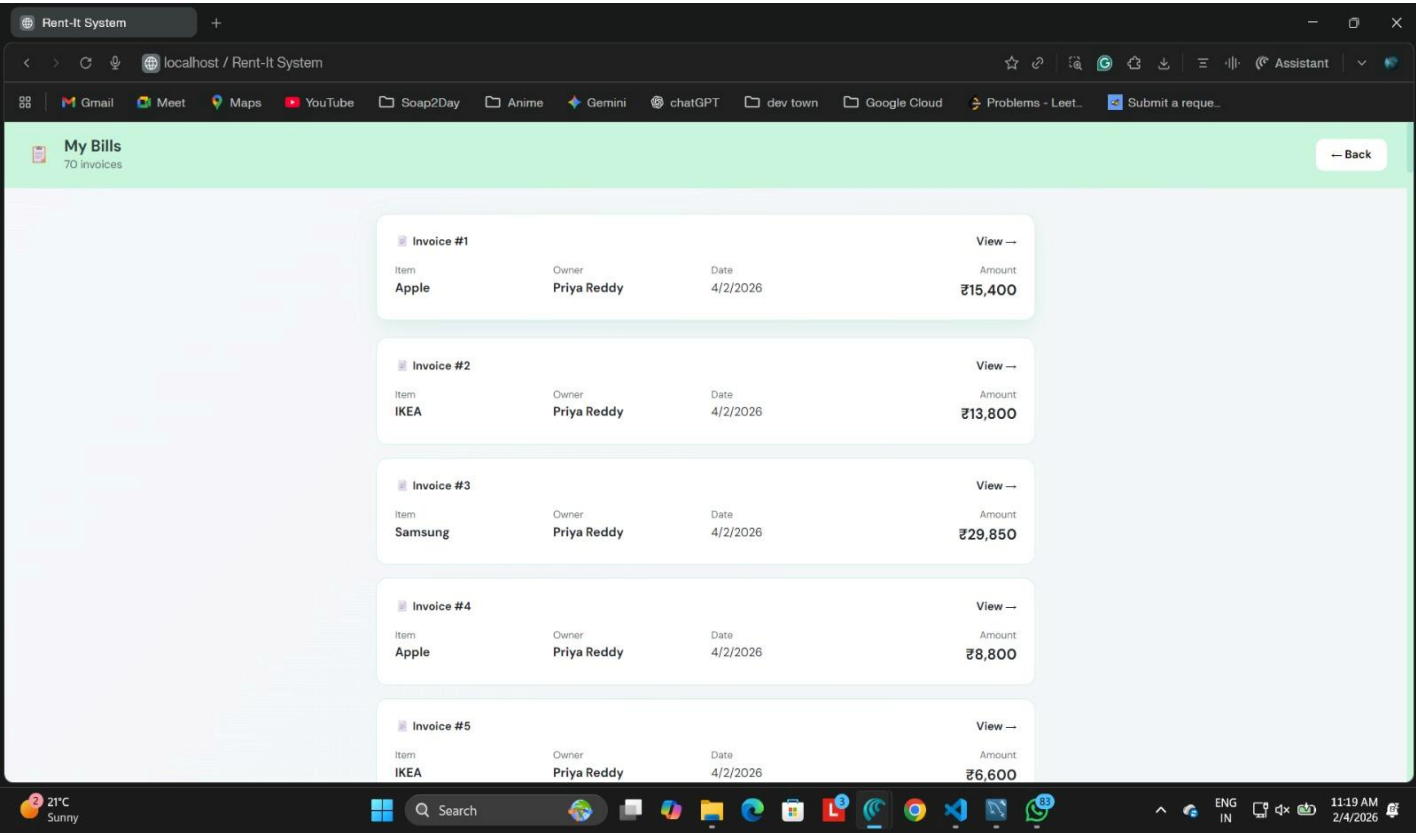 Rent-It System
localhost / Rent-It System
Assistant
Gmail Meet Maps YouTube Soap2Day Anime Gemini chatGPT dev town Google Cloud Problems - Leet... Submit a reque...
My Bills
70 invoices
← Back
Invoice #1 View →
Item Owner Date Amount
Apple Priya Reddy 4/2/2026 ₹15,400
Invoice #2 View →
Item Owner Date Amount
IKEA Priya Reddy 4/2/2026 ₹13,800
Invoice #3 View →
Item Owner Date Amount
Samsung Priya Reddy 4/2/2026 ₹29,850
Invoice #4 View →
Item Owner Date Amount
Apple Priya Reddy 4/2/2026 ₹8,800
Invoice #5 View →
Item Owner Date Amount
IKEA Priya Reddy 4/2/2026 ₹6,600
2 21°C
Sunny
Search
L 3
83
ENG
IN
11:19 AM
2/4/2026